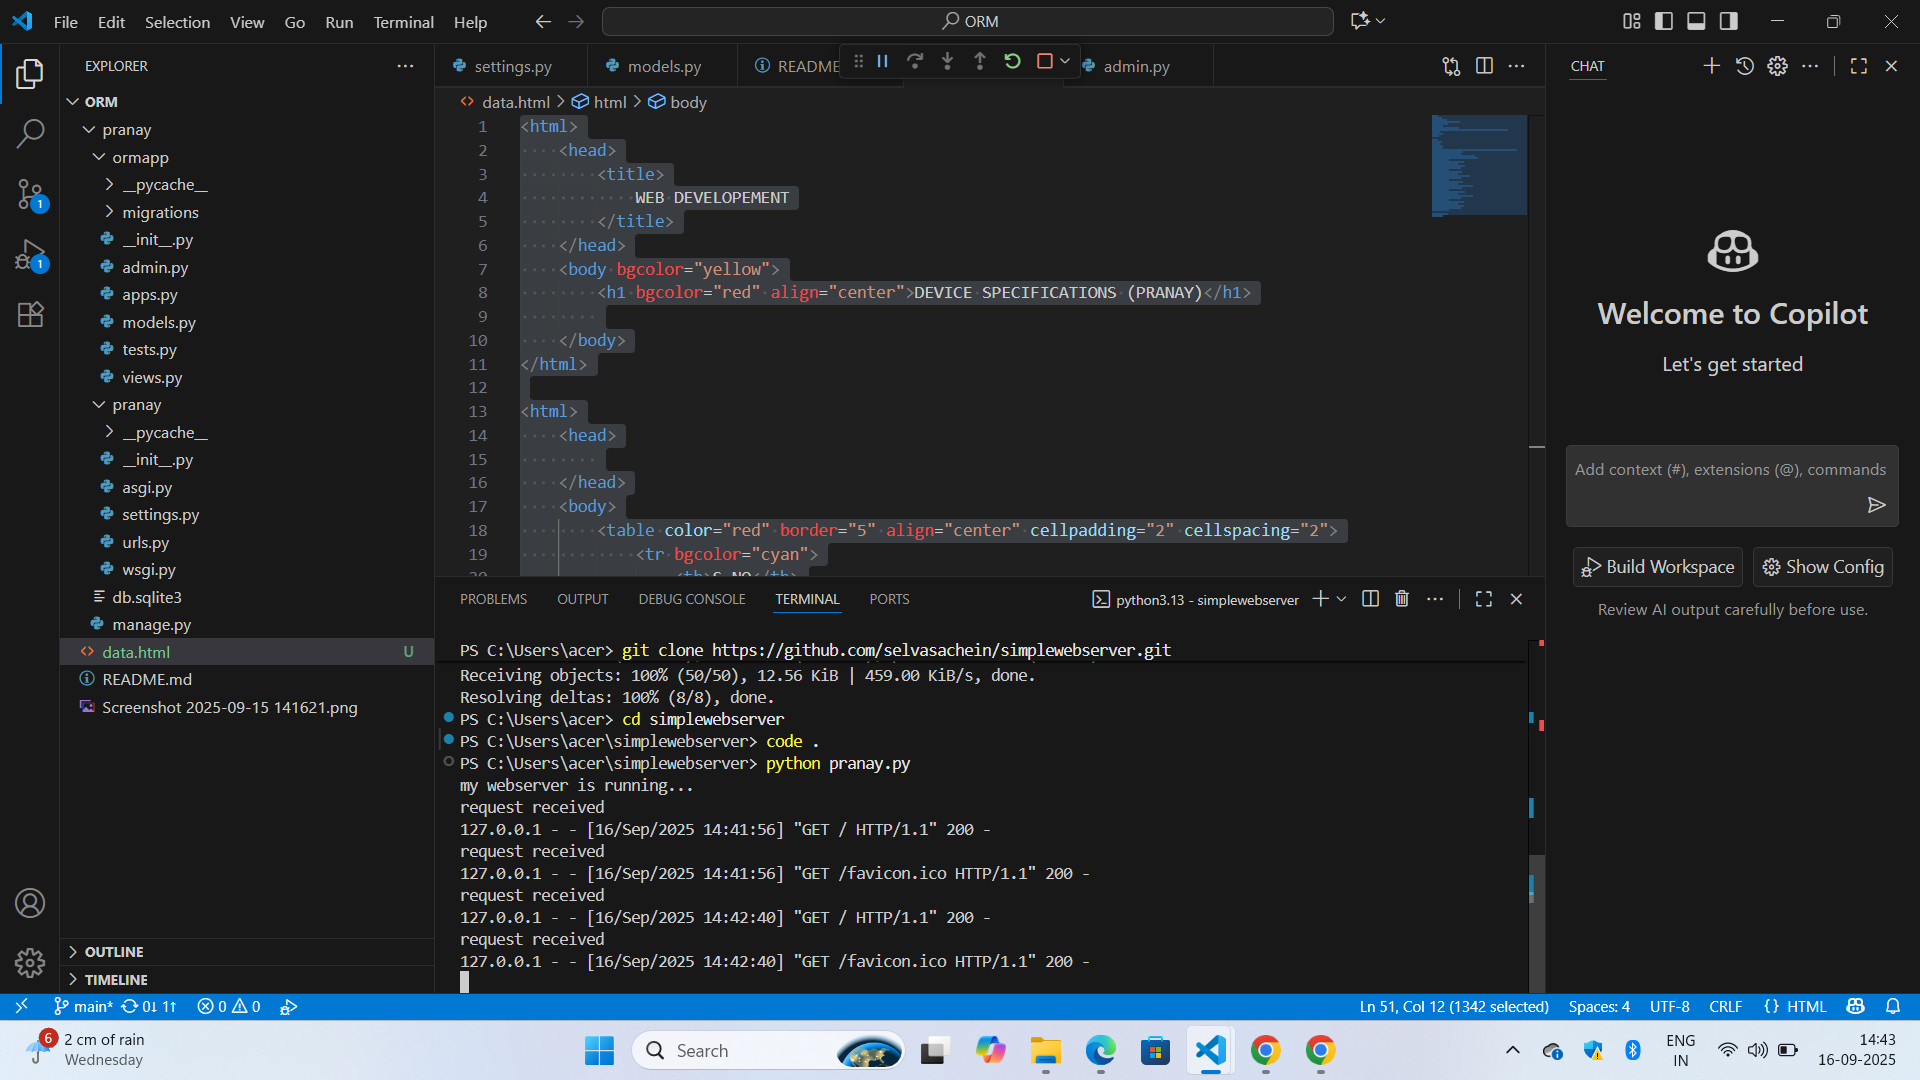 File Edit Selection View Go Run Terminal Help
ORM
EXPLORER
ORM
pranay
ormapp
__pycache__
migrations
__init__.py
admin.py
apps.py
models.py
tests.py
views.py
pranay
__pycache__
__init__.py
asgi.py
settings.py
urls.py
wsgi.py
db.sqlite3
manage.py
data.html U
README.md
Screenshot 2025-09-15 141621.png
OUTLINE
TIMELINE
1
1
settings.py models.py README admin.py
data.html > html > body
1 <html>
2 <head>
3 <title>
4 WEB DEVELOPEMENT
5 </title>
6 </head>
7 <body bgcolor="yellow">
8 <h1 bgcolor="red" align="center">DEVICE SPECIFICATIONS (PRANAY)</h1>
9
10 </body>
11 </html>
12
13 <html>
14 <head>
15
16 </head>
17 <body>
18 <table color="red" border="5" align="center" cellpadding="2" cellspacing="2">
19 <tr bgcolor="cyan">
20 <th>S.NO</th>
PROBLEMS OUTPUT DEBUG CONSOLE TERMINAL PORTS
python3.13 - simplewebserver
PS C:\Users\acer> git clone https://github.com/selvasachein/simplewebserver.git
Receiving objects: 100% (50/50), 12.56 KiB | 459.00 KiB/s, done.
Resolving deltas: 100% (8/8), done.
PS C:\Users\acer> cd simplewebserver
PS C:\Users\acer\simplewebserver> code .
PS C:\Users\acer\simplewebserver> python pranay.py
my webserver is running...
request received
127.0.0.1 - - [16/Sep/2025 14:41:56] "GET / HTTP/1.1" 200 -
request received
127.0.0.1 - - [16/Sep/2025 14:41:56] "GET /favicon.ico HTTP/1.1" 200 -
request received
127.0.0.1 - - [16/Sep/2025 14:42:40] "GET / HTTP/1.1" 200 -
request received
127.0.0.1 - - [16/Sep/2025 14:42:40] "GET /favicon.ico HTTP/1.1" 200 -
CHAT
Welcome to Copilot
Let's get started
Add context (#), extensions (@), commands
Build Workspace Show Config
Review AI output carefully before use.
main* 0↓ 1↑ 0 0
Ln 51, Col 12 (1342 selected) Spaces: 4 UTF-8 CRLF {} HTML
6
2 cm of rain
Wednesday
Search
ENG
IN
14:43
16-09-2025